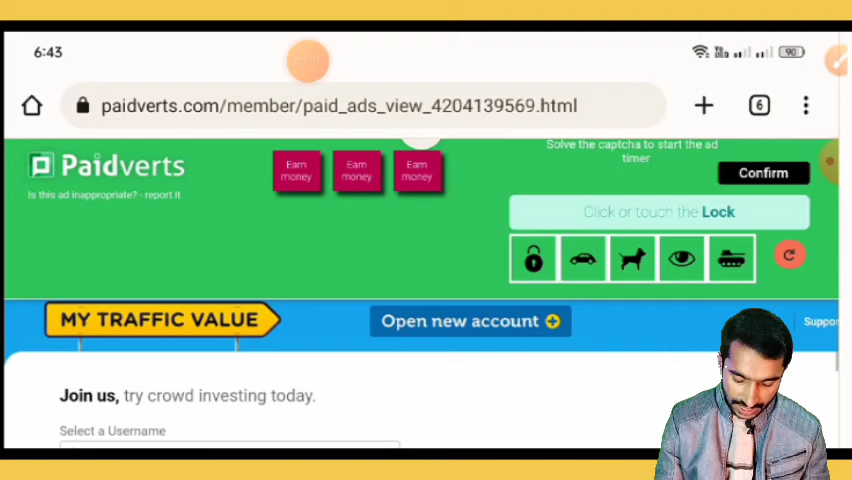 6:43
90
paidverts.com/member/paid_ads_view_4204139569.html
6
Paidverts
Is this ad inappropriate? - report it
Earn money
Earn money
Earn money
Solve the captcha to start the ad timer
Confirm
Click or touch the Lock
MY TRAFFIC VALUE
Open new account
Join us, try crowd investing today.
Select a Username